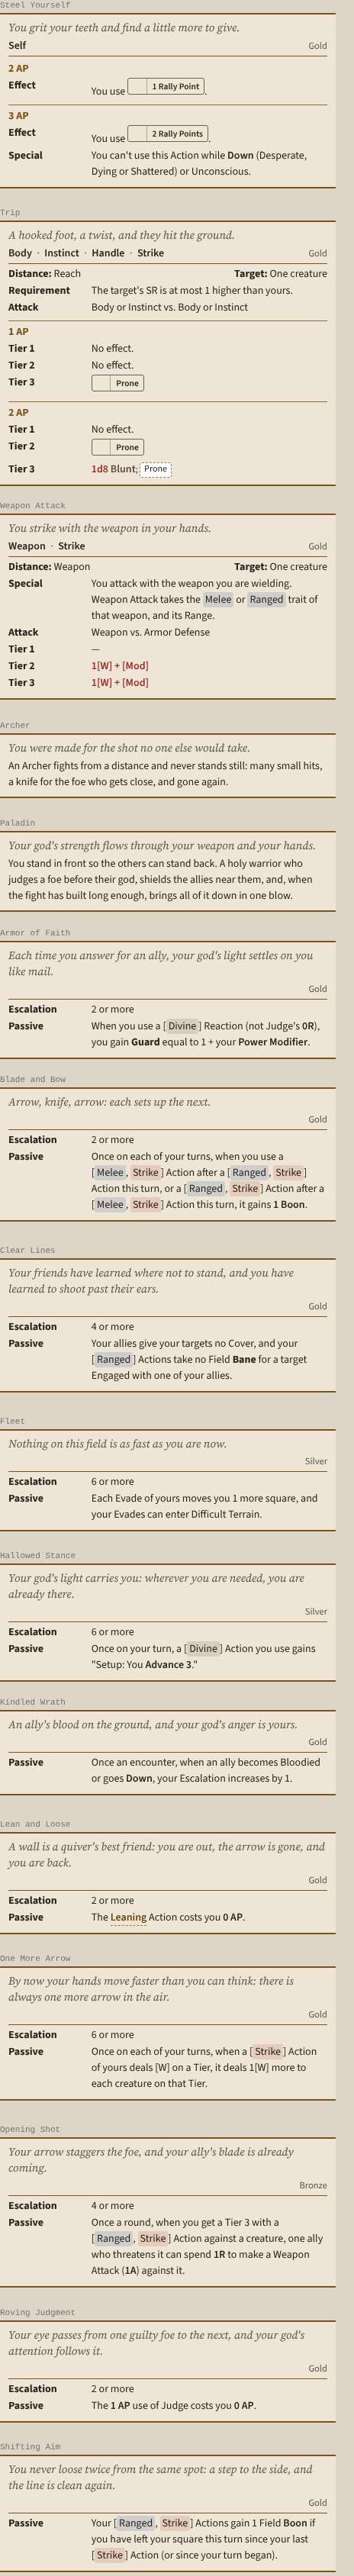 Steel Yourself
You grit your teeth and find a little more to give.
Self Gold
2 AP
Effect You use 1 Rally Point.
3 AP
Effect You use 2 Rally Points.
Special You can't use this Action while Down (Desperate,
Dying or Shattered) or Unconscious.
Trip
A hooked foot, a twist, and they hit the ground.
Body · Instinct · Handle · Strike Gold
Distance: Reach Target: One creature
Requirement The target's SR is at most 1 higher than yours.
Attack Body or Instinct vs. Body or Instinct
1 AP
Tier 1 No effect.
Tier 2 No effect.
Tier 3 Prone
2 AP
Tier 1 No effect.
Tier 2 Prone
Tier 3 1d8 Blunt; Prone
Weapon Attack
You strike with the weapon in your hands.
Weapon · Strike Gold
Distance: Weapon Target: One creature
Special You attack with the weapon you are wielding.
Weapon Attack takes the Melee or Ranged trait of
that weapon, and its Range.
Attack Weapon vs. Armor Defense
Tier 1 —
Tier 2 1[W] + [Mod]
Tier 3 1[W] + [Mod]
Archer
You were made for the shot no one else would take.
An Archer fights from a distance and never stands still: many small hits,
a knife for the foe who gets close, and gone again.
Paladin
Your god's strength flows through your weapon and your hands.
You stand in front so the others can stand back. A holy warrior who
judges a foe before their god, shields the allies near them, and, when
the fight has built long enough, brings all of it down in one blow.
Armor of Faith
Each time you answer for an ally, your god's light settles on you
like mail.
Gold
Escalation 2 or more
Passive When you use a [Divine] Reaction (not Judge's 0R),
you gain Guard equal to 1 + your Power Modifier.
Blade and Bow
Arrow, knife, arrow: each sets up the next.
Gold
Escalation 2 or more
Passive Once on each of your turns, when you use a
[Melee, Strike] Action after a [Ranged, Strike]
Action this turn, or a [Ranged, Strike] Action after a
[Melee, Strike] Action this turn, it gains 1 Boon.
Clear Lines
Your friends have learned where not to stand, and you have
learned to shoot past their ears.
Gold
Escalation 4 or more
Passive Your allies give your targets no Cover, and your
[Ranged] Actions take no Field Bane for a target
Engaged with one of your allies.
Fleet
Nothing on this field is as fast as you are now.
Silver
Escalation 6 or more
Passive Each Evade of yours moves you 1 more square, and
your Evades can enter Difficult Terrain.
Hallowed Stance
Your god's light carries you: wherever you are needed, you are
already there.
Silver
Escalation 6 or more
Passive Once on your turn, a [Divine] Action you use gains
"Setup: You Advance 3."
Kindled Wrath
An ally's blood on the ground, and your god's anger is yours.
Gold
Passive Once an encounter, when an ally becomes Bloodied
or goes Down, your Escalation increases by 1.
Lean and Loose
A wall is a quiver's best friend: you are out, the arrow is gone, and
you are back.
Gold
Escalation 2 or more
Passive The Leaning Action costs you 0 AP.
One More Arrow
By now your hands move faster than you can think: there is
always one more arrow in the air.
Gold
Escalation 6 or more
Passive Once on each of your turns, when a [Strike] Action
of yours deals [W] on a Tier, it deals 1[W] more to
each creature on that Tier.
Opening Shot
Your arrow staggers the foe, and your ally's blade is already
coming.
Bronze
Escalation 4 or more
Passive Once a round, when you get a Tier 3 with a
[Ranged, Strike] Action against a creature, one ally
who threatens it can spend 1R to make a Weapon
Attack (1A) against it.
Roving Judgment
Your eye passes from one guilty foe to the next, and your god's
attention follows it.
Gold
Escalation 2 or more
Passive The 1 AP use of Judge costs you 0 AP.
Shifting Aim
You never loose twice from the same spot: a step to the side, and
the line is clean again.
Gold
Passive Your [Ranged, Strike] Actions gain 1 Field Boon if
you have left your square this turn since your last
[Strike] Action (or since your turn began).